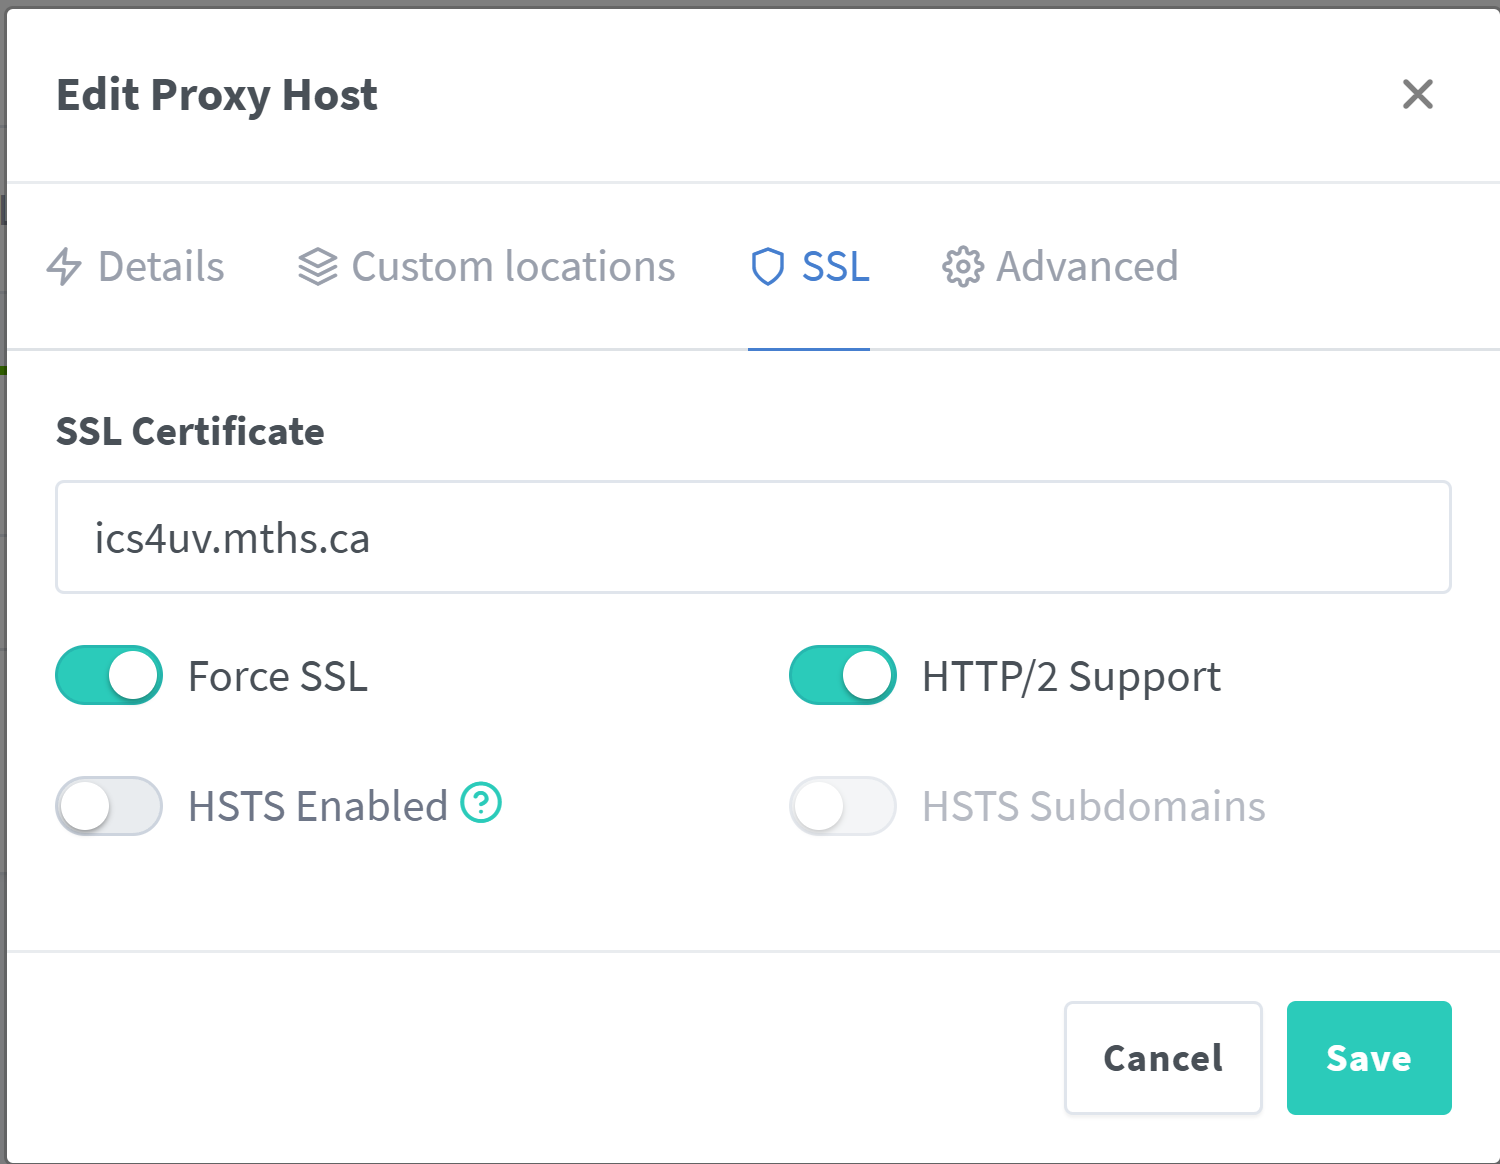 Edit Proxy Host
Details Custom locations SSL Advanced
SSL Certificate
ics4uv.mths.ca
Force SSL HTTP/2 Support
HSTS Enabled ? HSTS Subdomains
Cancel Save